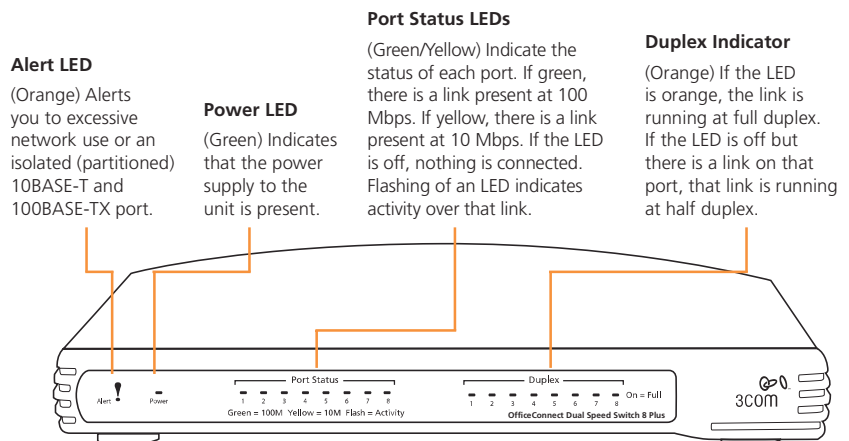 Alert LED
(Orange) Alerts
you to excessive
network use or an
isolated (partitioned)
10BASE-T and
100BASE-TX port.
Power LED
(Green) Indicates
that the power
supply to the
unit is present.
Port Status LEDs
(Green/Yellow) Indicate the
status of each port. If green,
there is a link present at 100
Mbps. If yellow, there is a link
present at 10 Mbps. If the LED
is off, nothing is connected.
Flashing of an LED indicates
activity over that link.
Duplex Indicator
(Orange) If the LED
is orange, the link is
running at full duplex.
If the LED is off but
there is a link on that
port, that link is running
at half duplex.
Alert !
Power
Port Status
1 2 3 4 5 6 7 8
Green = 100M Yellow = 10M Flash = Activity
Duplex
1 2 3 4 5 6 7 8 On = Full
OfficeConnect Dual Speed Switch 8 Plus
3COM